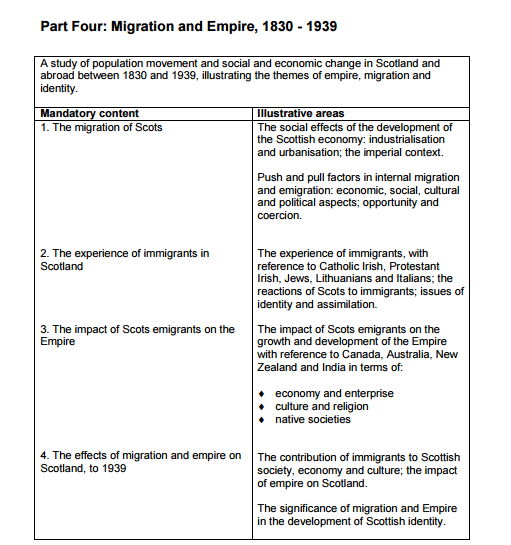 Part Four: Migration and Empire, 1830 - 1939
A study of population movement and social and economic change in Scotland and
abroad between 1830 and 1939, illustrating the themes of empire, migration and
identity.
Mandatory content
Illustrative areas
1. The migration of Scots
The social effects of the development of
the Scottish economy: industrialisation
and urbanisation; the imperial context.
Push and pull factors in internal migration
and emigration: economic, social, cultural
and political aspects; opportunity and
coercion.
2. The experience of immigrants in
Scotland
The experience of immigrants, with
reference to Catholic Irish, Protestant
Irish, Jews, Lithuanians and Italians; the
reactions of Scots to immigrants; issues of
identity and assimilation.
3. The impact of Scots emigrants on the
Empire
The impact of Scots emigrants on the
growth and development of the Empire
with reference to Canada, Australia, New
Zealand and India in terms of:
♦ economy and enterprise
♦ culture and religion
♦ native societies
4. The effects of migration and empire on
Scotland, to 1939
The contribution of immigrants to Scottish
society, economy and culture; the impact
of empire on Scotland.
The significance of migration and Empire
in the development of Scottish identity.